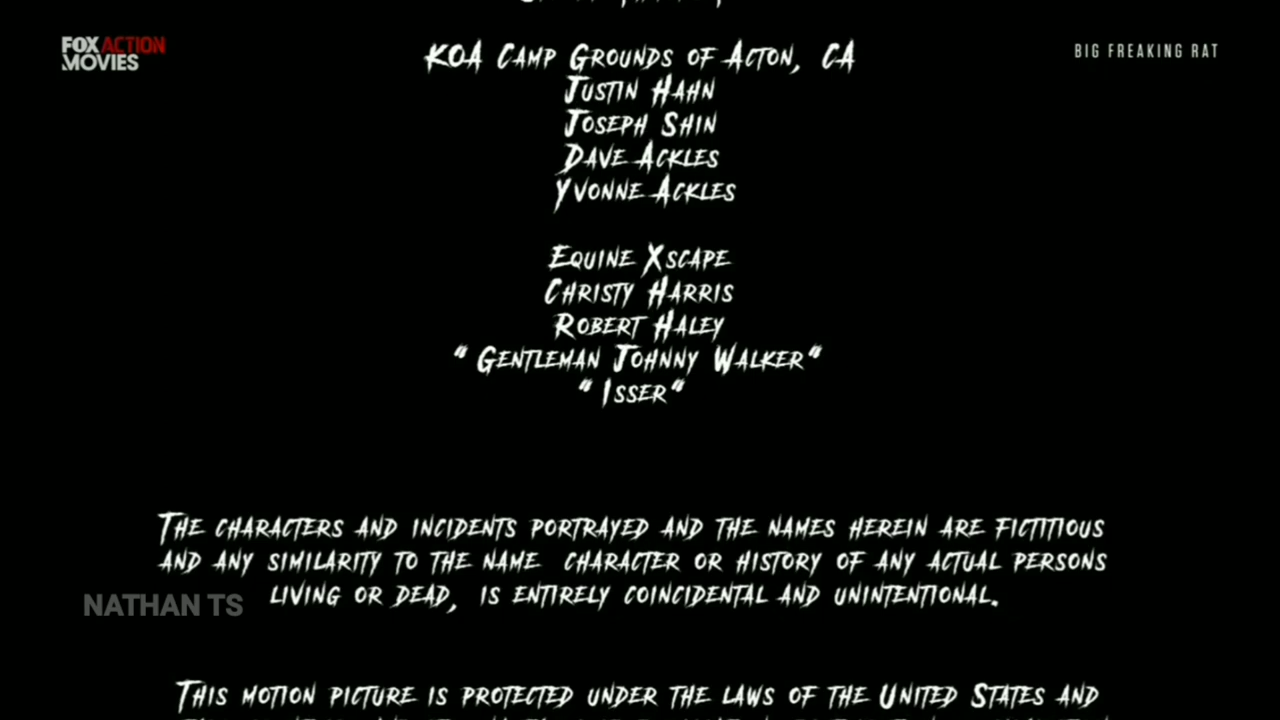 FOX ACTION
MOVIES
BIG FREAKING RAT
KOA CAMP GROUNDS OF ACTON, CA
JUSTIN HAHN
JOSEPH SHIN
DAVE ACKLES
YVONNE ACKLES
EQUINE XSCAPE
CHRISTY HARRIS
ROBERT HALEY
"GENTLEMAN JOHNNY WALKER"
"ISSER"
THE CHARACTERS AND INCIDENTS PORTRAYED AND THE NAMES HEREIN ARE FICTITIOUS
AND ANY SIMILARITY TO THE NAME CHARACTER OR HISTORY OF ANY ACTUAL PERSONS
LIVING OR DEAD, IS ENTIRELY COINCIDENTAL AND UNINTENTIONAL.
NATHAN TS
THIS MOTION PICTURE IS PROTECTED UNDER THE LAWS OF THE UNITED STATES AND